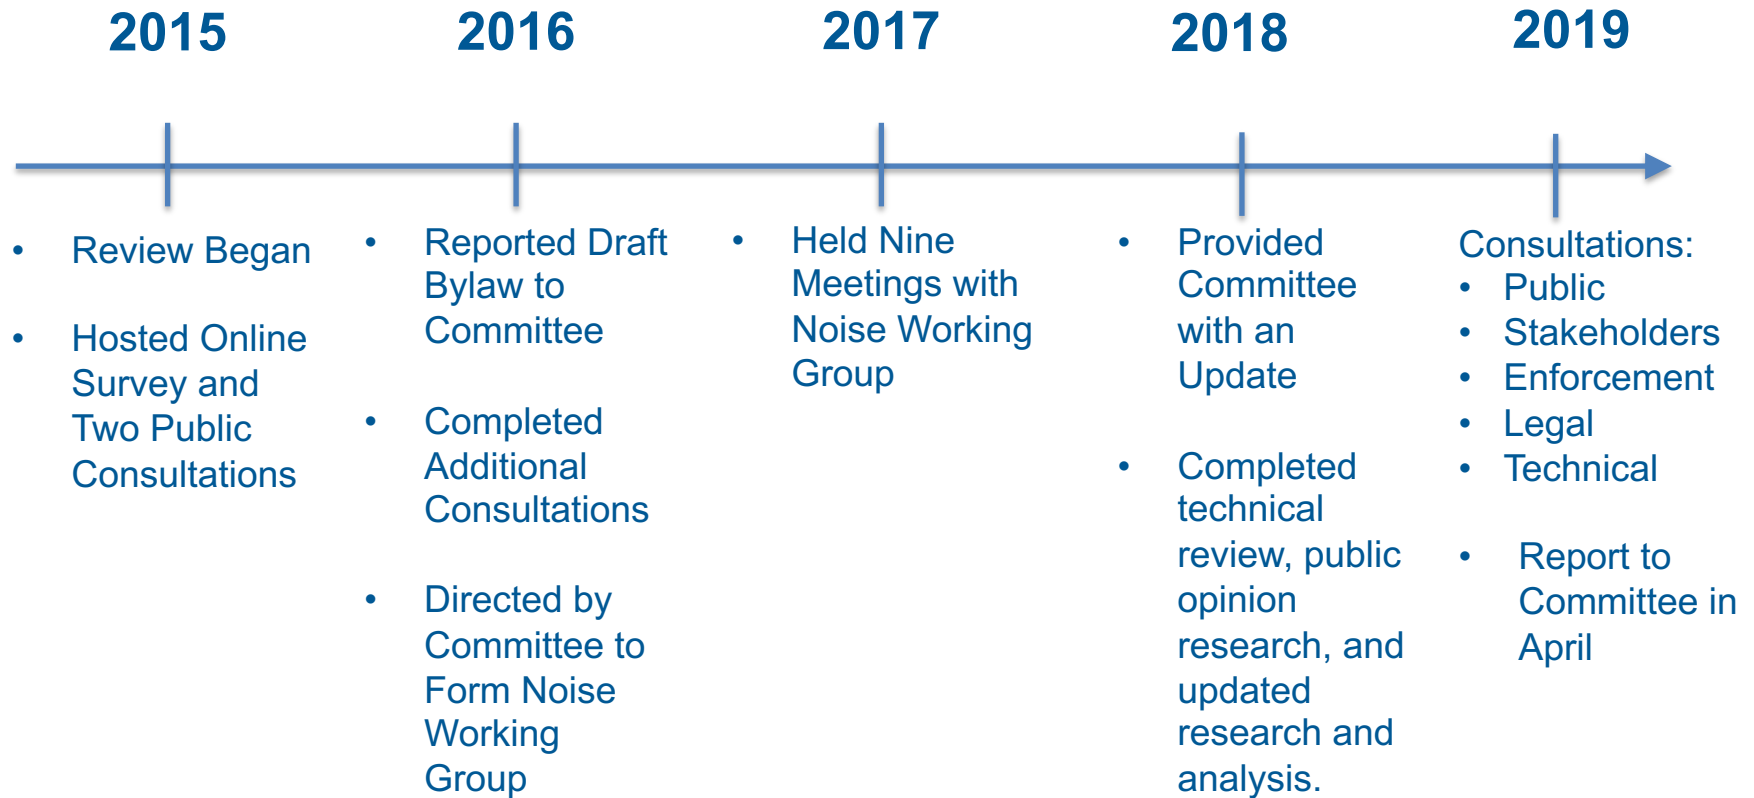 2015
2016
2017
2018
2019
• Review Began
• Hosted Online
Survey and
Two Public
Consultations
• Reported Draft
Bylaw to
Committee
• Completed
Additional
Consultations
• Directed by
Committee to
Form Noise
Working
Group
• Held Nine
Meetings with
Noise Working
Group
• Provided
Committee
with an
Update
• Completed
technical
review, public
opinion
research, and
updated
research and
analysis.
Consultations:
• Public
• Stakeholders
• Enforcement
• Legal
• Technical
• Report to
Committee in
April